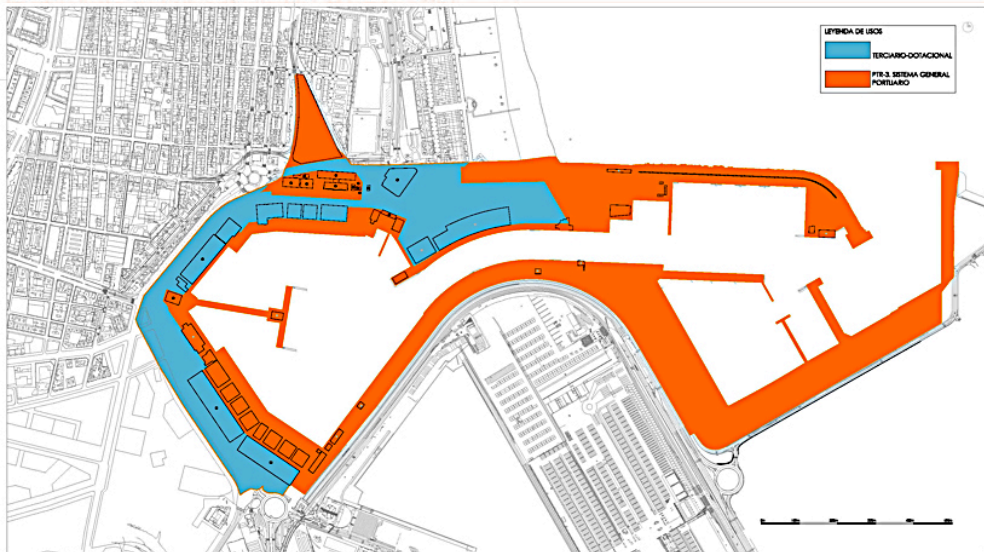 LEYENDA DE USOS
TERCIARIO-DOTACIONAL
PTR-3. SISTEMA GENERAL
PORTUARIO